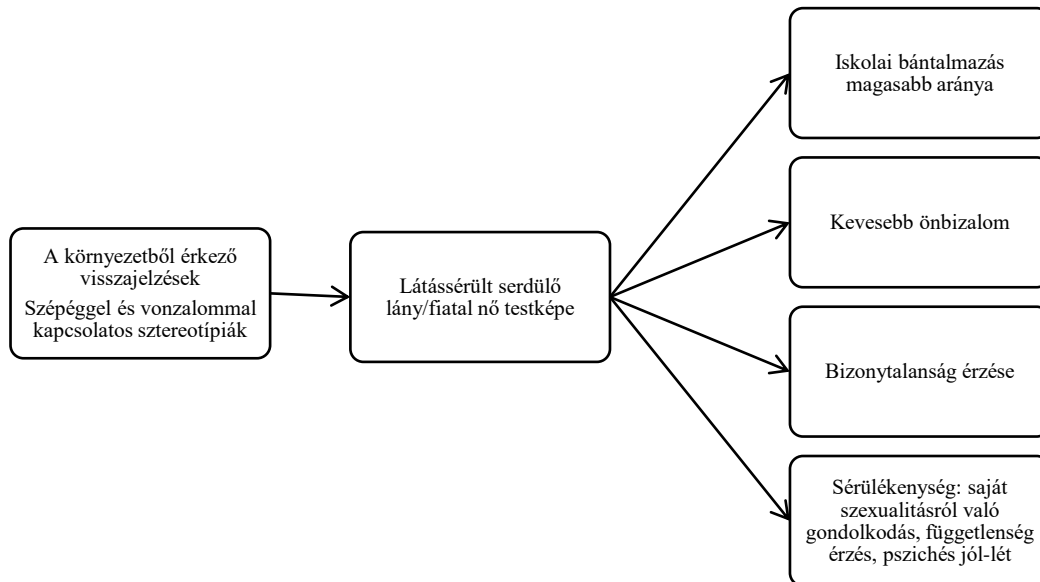 A környezetből érkező
visszajelzések
Szépéggel és vonzalommal
kapcsolatos sztereotípiák
Látássérült serdülő
lány/fiatal nő testképe
Iskolai bántalmazás
magasabb aránya
Kevesebb önbizalom
Bizonytalanság érzése
Sérülékenység: saját
szexualitásról való
gondolkodás, függetlenség
érzés, pszichés jól-lét